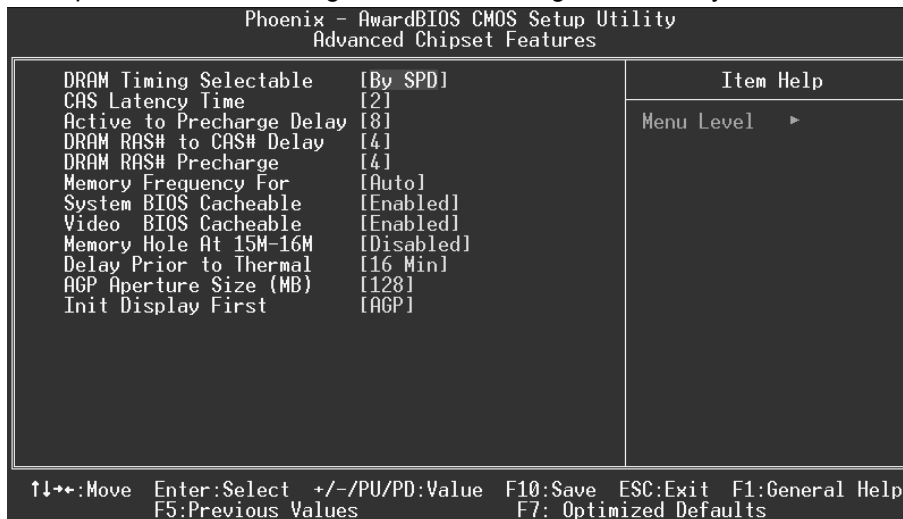 Phoenix - AwardBIOS CMOS Setup Utility
Advanced Chipset Features
DRAM Timing Selectable [By SPD]
CAS Latency Time [2]
Active to Precharge Delay [8]
DRAM RAS# to CAS# Delay [4]
DRAM RAS# Precharge [4]
Memory Frequency For [Auto]
System BIOS Cacheable [Enabled]
Video BIOS Cacheable [Enabled]
Memory Hole At 15M-16M [Disabled]
Delay Prior to Thermal [16 Min]
AGP Aperture Size (MB) [128]
Init Display First [AGP]
Item Help
Menu Level ►
↑↓→←:Move Enter:Select +/-/PU/PD:Value F10:Save ESC:Exit F1:General Help
F5:Previous Values F7: Optimized Defaults